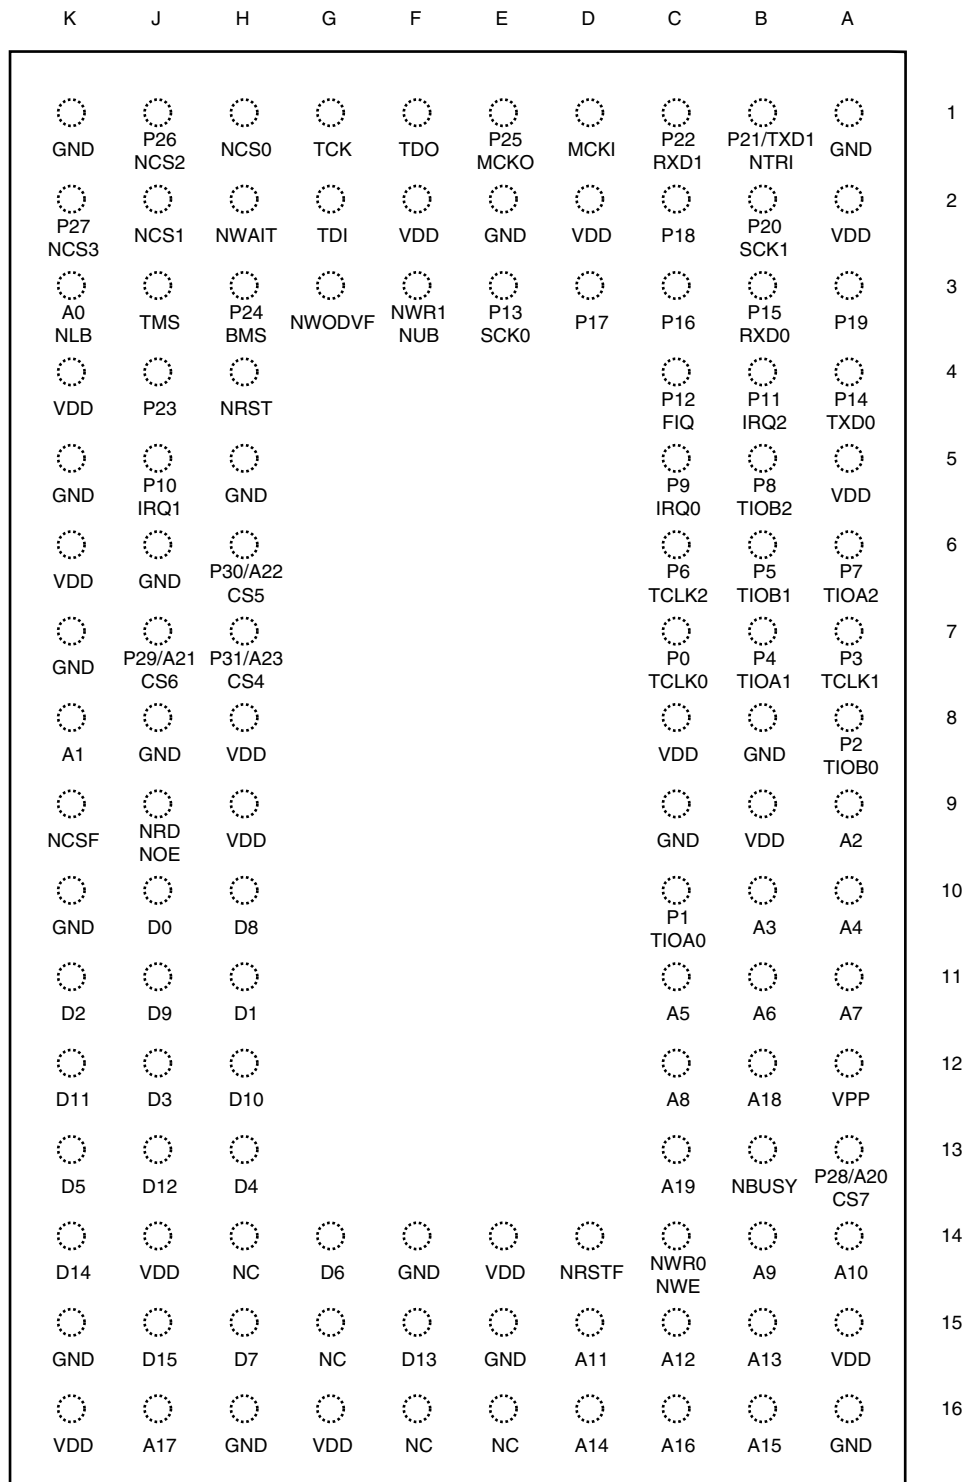 K J H G F E D C B A
1
GND P26 NCS0 TCK TDO P25 MCKI P22 P21/TXD1 GND
NCS2 MCKO RXD1 NTRI
2
P27 NCS1 NWAIT TDI VDD GND VDD P18 P20 VDD
NCS3 SCK1
3
A0 TMS P24 NWODVF NWR1 P13 P17 P16 P15 P19
NLB BMS NUB SCK0 RXD0
4
VDD P23 NRST P12 P11 P14
FIQ IRQ2 TXD0
5
GND P10 GND P9 P8 VDD
IRQ1 IRQ0 TIOB2
6
VDD GND P30/A22 P6 P5 P7
CS5 TCLK2 TIOB1 TIOA2
7
GND P29/A21 P31/A23 P0 P4 P3
CS6 CS4 TCLK0 TIOA1 TCLK1
8
A1 GND VDD VDD GND P2
TIOB0
9
NCSF NRD VDD GND VDD A2
NOE
10
GND D0 D8 P1 A3 A4
TIOA0
11
D2 D9 D1 A5 A6 A7
12
D11 D3 D10 A8 A18 VPP
13
D5 D12 D4 A19 NBUSY P28/A20
CS7
14
D14 VDD NC D6 GND VDD NRSTF NWR0 A9 A10
NWE
15
GND D15 D7 NC D13 GND A11 A12 A13 VDD
16
VDD A17 GND VDD NC NC A14 A16 A15 GND